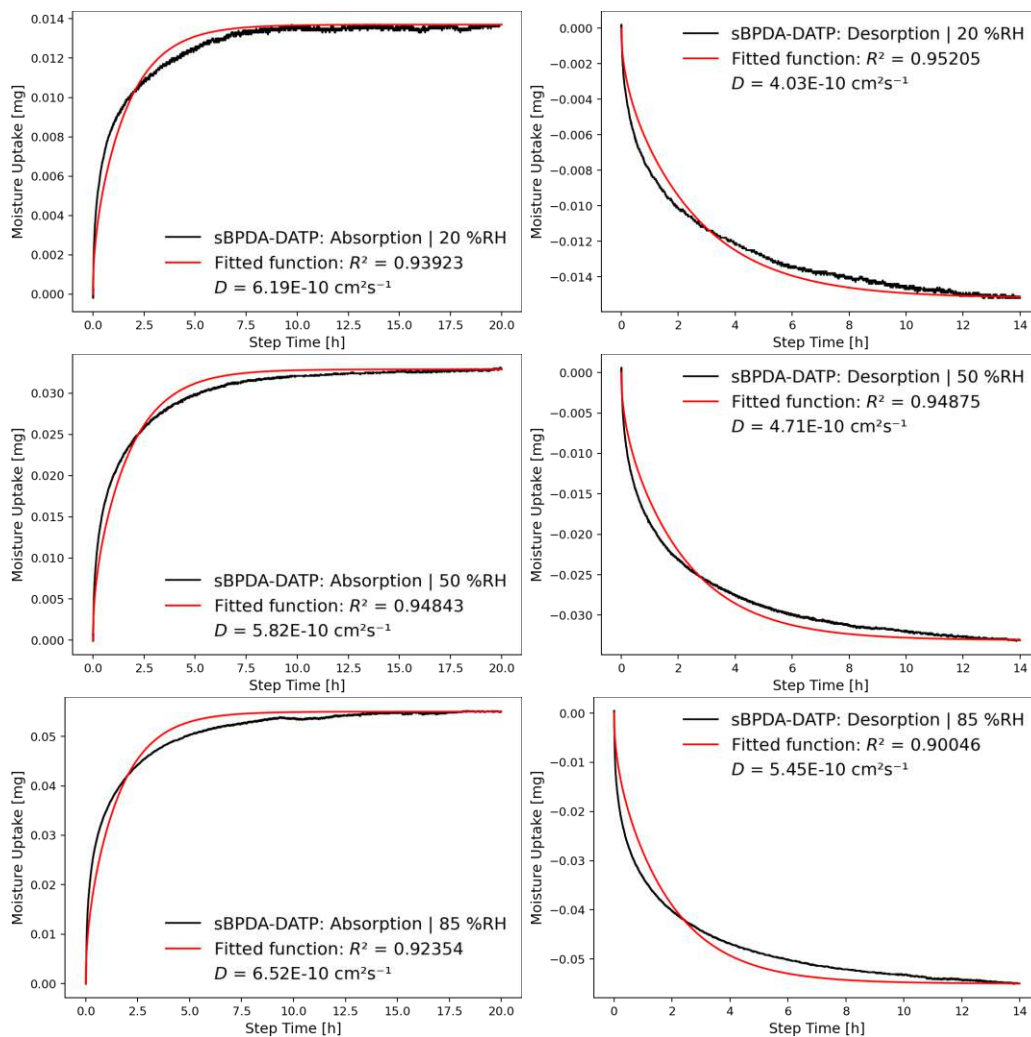 0.014
0.012
0.010
0.008
0.006
0.004
0.002
0.000
Moisture Uptake [mg]
sBPDA-DATP: Absorption | 20 %RH
Fitted function: R² = 0.93923
D = 6.19E-10 cm²s⁻¹
0.0 2.5 5.0 7.5 10.0 12.5 15.0 17.5 20.0
Step Time [h]
0.000
−0.002
−0.004
−0.006
−0.008
−0.010
−0.012
−0.014
Moisture Uptake [mg]
sBPDA-DATP: Desorption | 20 %RH
Fitted function: R² = 0.95205
D = 4.03E-10 cm²s⁻¹
0 2 4 6 8 10 12 14
Step Time [h]
0.030
0.025
0.020
0.015
0.010
0.005
0.000
Moisture Uptake [mg]
sBPDA-DATP: Absorption | 50 %RH
Fitted function: R² = 0.94843
D = 5.82E-10 cm²s⁻¹
0.0 2.5 5.0 7.5 10.0 12.5 15.0 17.5 20.0
Step Time [h]
0.000
−0.005
−0.010
−0.015
−0.020
−0.025
−0.030
Moisture Uptake [mg]
sBPDA-DATP: Desorption | 50 %RH
Fitted function: R² = 0.94875
D = 4.71E-10 cm²s⁻¹
0 2 4 6 8 10 12 14
Step Time [h]
0.05
0.04
0.03
0.02
0.01
0.00
Moisture Uptake [mg]
sBPDA-DATP: Absorption | 85 %RH
Fitted function: R² = 0.92354
D = 6.52E-10 cm²s⁻¹
0.0 2.5 5.0 7.5 10.0 12.5 15.0 17.5 20.0
Step Time [h]
0.00
−0.01
−0.02
−0.03
−0.04
−0.05
Moisture Uptake [mg]
sBPDA-DATP: Desorption | 85 %RH
Fitted function: R² = 0.90046
D = 5.45E-10 cm²s⁻¹
0 2 4 6 8 10 12 14
Step Time [h]